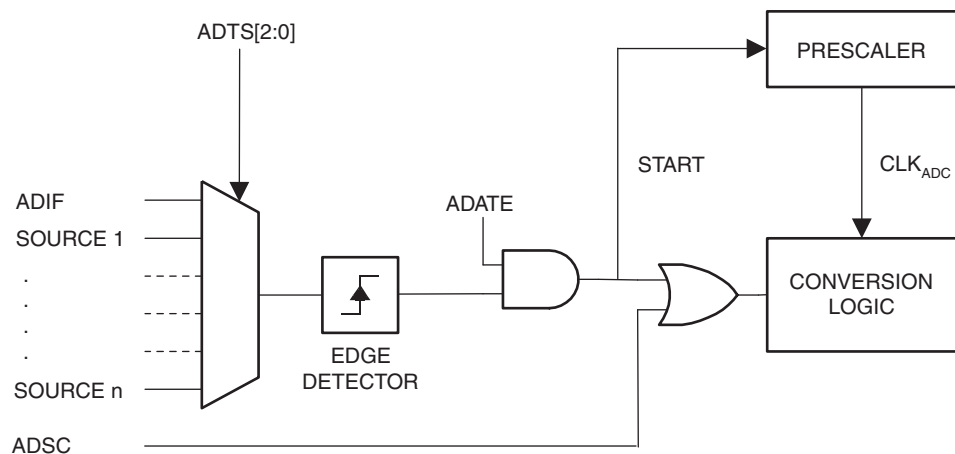 ADTS[2:0]
PRESCALER
START
CLKADC
ADIF
ADATE
SOURCE 1
.
.
.
.
CONVERSION
LOGIC
EDGE
DETECTOR
SOURCE n
ADSC